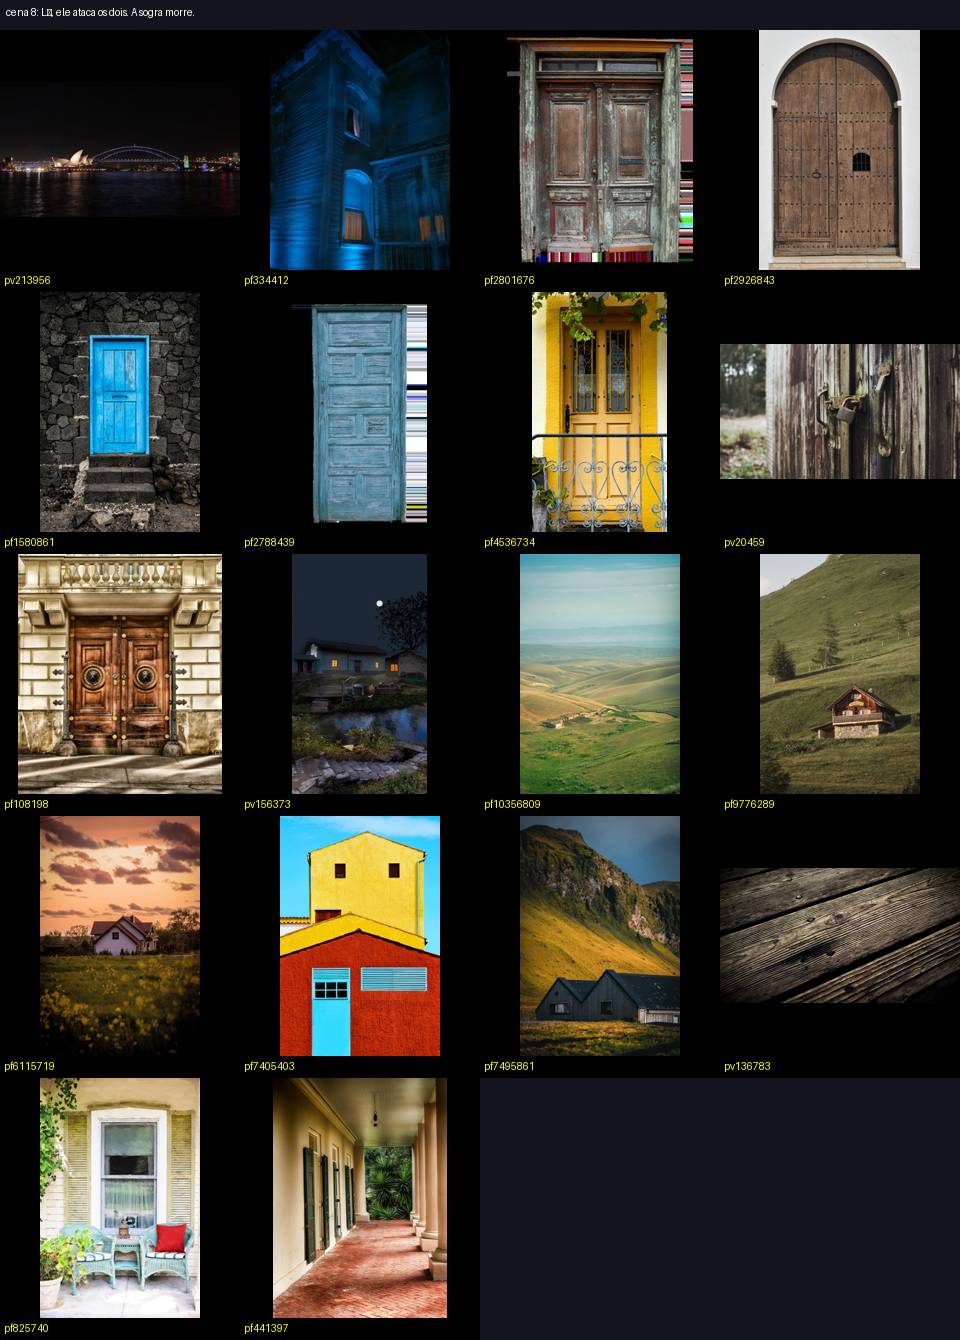 cena 8: L, ele ataca os dois. A sogra morre.
pv213956
pf334412
pf2801676
pf2926843
pf1580861
pf2788439
pf4536734
pv20459
pf108198
pv156373
pf10356809
pf9776289
pf6115719
pf7405403
pf7495861
pv136783
pf825740
pf441397